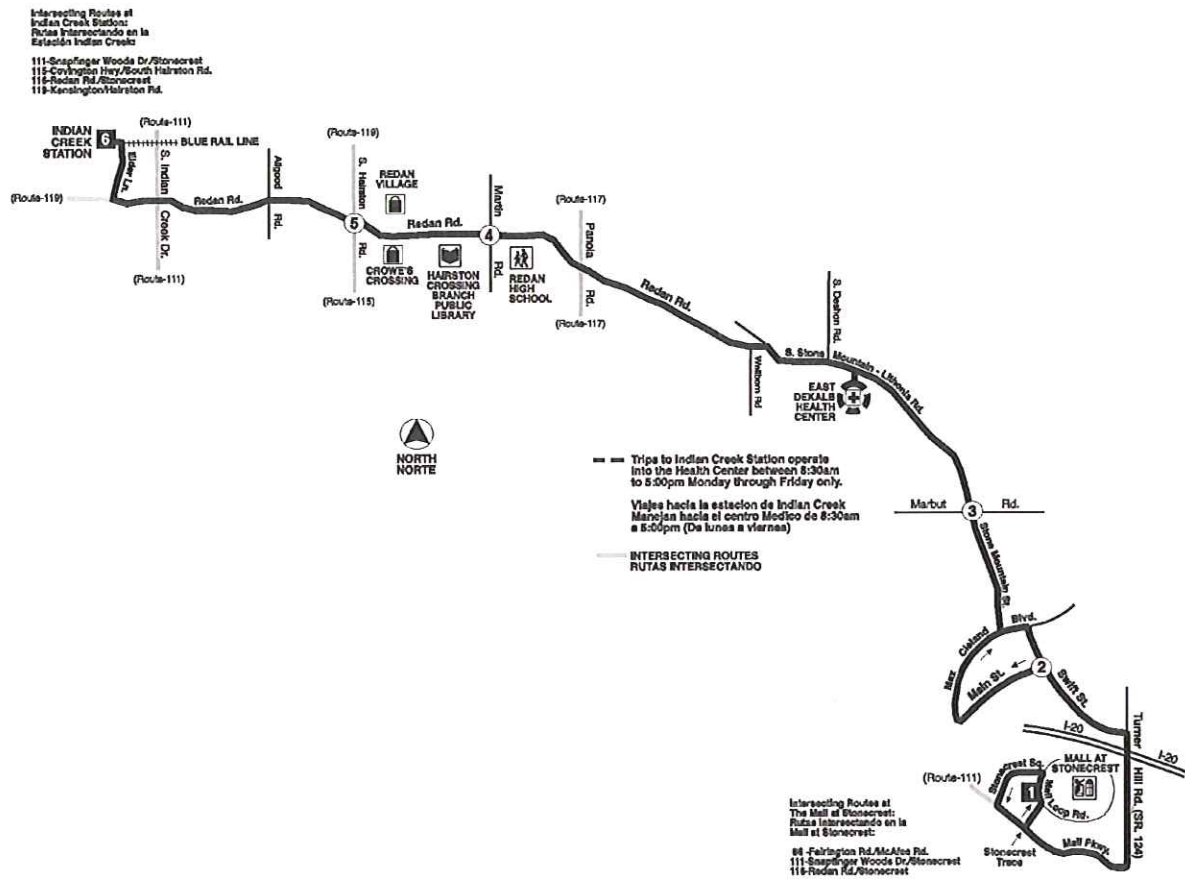 Intersecting Routes at
Indian Creek Station:
Rutas Intersectando en la
Estación Indian Creek:
111-Snapfinger Woods Dr./Stonecrest
115-Covington Hwy./South Hairston Rd.
116-Redan Rd./Stonecrest
119-Kensington/Hairston Rd.
INDIAN
CREEK
STATION
6
BLUE RAIL LINE
(Route-111)
S. Indian
Creek Dr.
(Route-111)
Elder Ln.
(Route-119)
Redan Rd.
Allgood
Rd.
(Route-119)
S. Hairston
Rd.
5
(Route-115)
REDAN
VILLAGE
Redan Rd.
CROWE'S
CROSSING
HAIRSTON
CROSSING
BRANCH
PUBLIC
LIBRARY
Martin
Rd.
4
REDAN
HIGH
SCHOOL
(Route-117)
Panola
Rd.
(Route-117)
Redan Rd.
Wellborn Rd
S. Deshon Rd.
S. Stone Mountain - Lithonia Rd.
EAST
DEKALB
HEALTH
CENTER
NORTH
NORTE
Trips to Indian Creek Station operate
into the Health Center between 8:30am
to 5:00pm Monday through Friday only.
Viajes hacia la estacion de Indian Creek
Manejan hacia el centro Medico de 8:30am
a 5:00pm (De lunes a viernes)
INTERSECTING ROUTES
RUTAS INTERSECTANDO
Marbut
3
Rd.
Stone Mountain St.
Max Cleland Blvd.
Main St.
2
Swift St.
Turner Hill Rd. (SR. 124)
I-20
I-20
MALL AT
STONECREST
Stonecrest Sq.
1
Mall Loop Rd.
(Route-111)
Stonecrest
Trace
Mall Pkwy.
Intersecting Routes at
The Mall at Stonecrest:
Rutas Intersectando en la
Mall at Stonecrest:
86 -Fairington Rd./McAfee Rd.
111-Snapfinger Woods Dr./Stonecrest
116-Redan Rd./Stonecrest